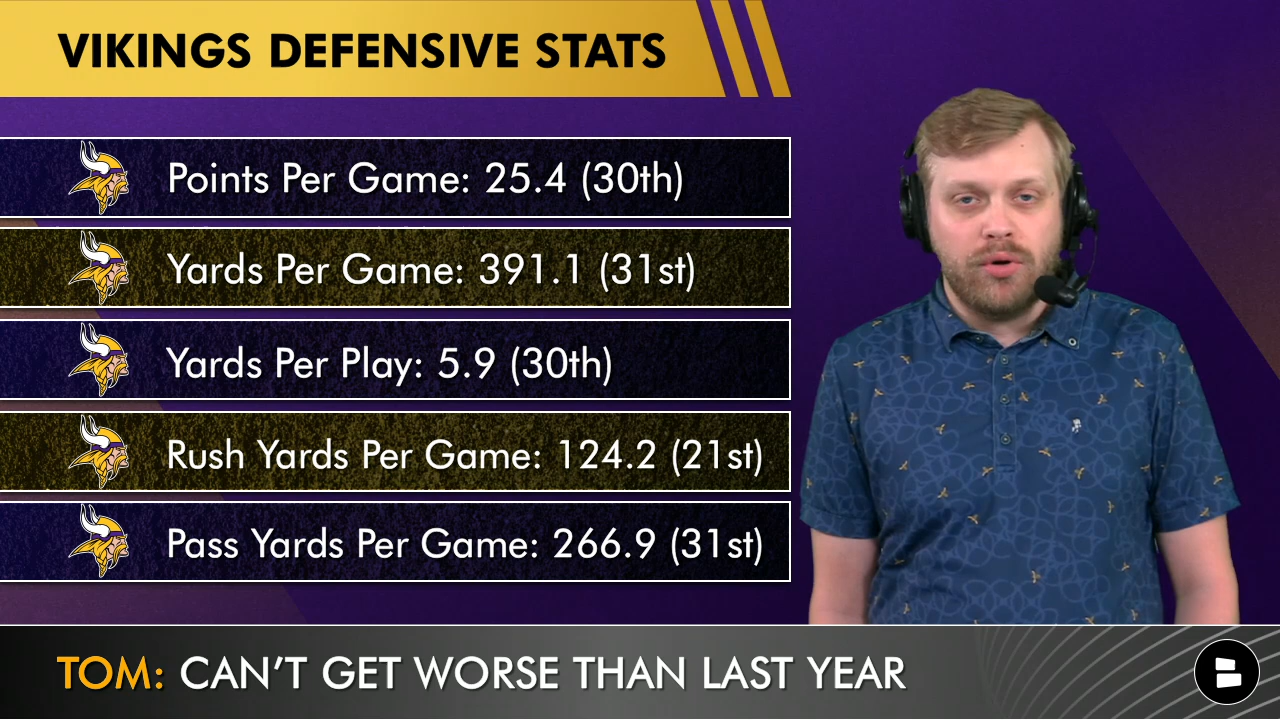 VIKINGS DEFENSIVE STATS
Points Per Game: 25.4 (30th)
Yards Per Game: 391.1 (31st)
Yards Per Play: 5.9 (30th)
Rush Yards Per Game: 124.2 (21st)
Pass Yards Per Game: 266.9 (31st)
TOM: CAN'T GET WORSE THAN LAST YEAR